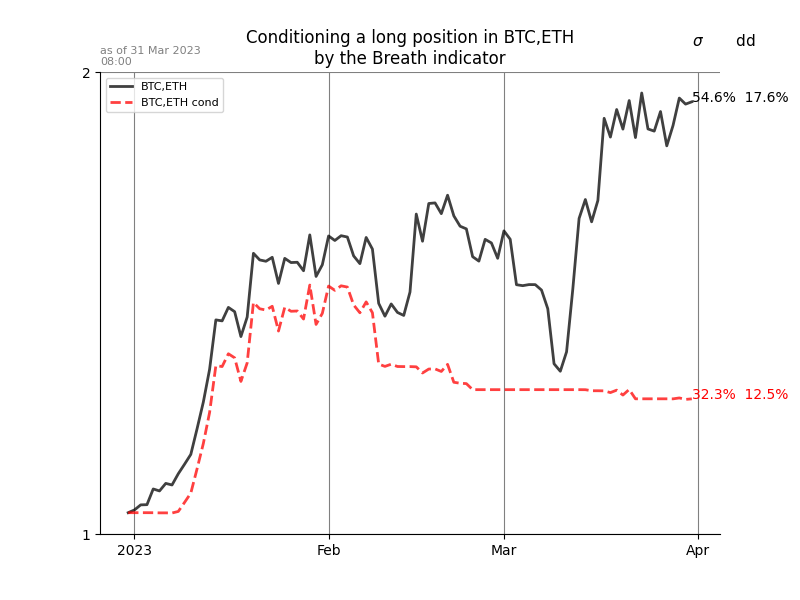 Conditioning a long position in BTC,ETH
by the Breath indicator
σ dd
as of 31 Mar 2023
08:00
2
BTC,ETH
BTC,ETH cond
54.6% 17.6%
32.3% 12.5%
1
2023 Feb Mar Apr